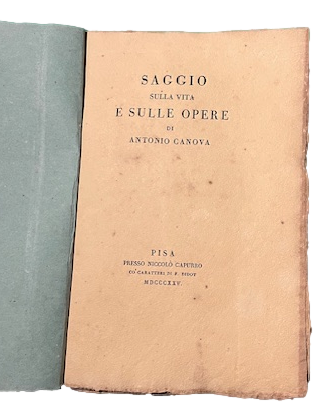 SAGGIO
SULLA VITA
E SULLE OPERE
DI
ANTONIO CANOVA
PISA
PRESSO NICCOLÒ CAPURRO
CO' CARATTERI DI F. DIDOT
MDCCCXXV.